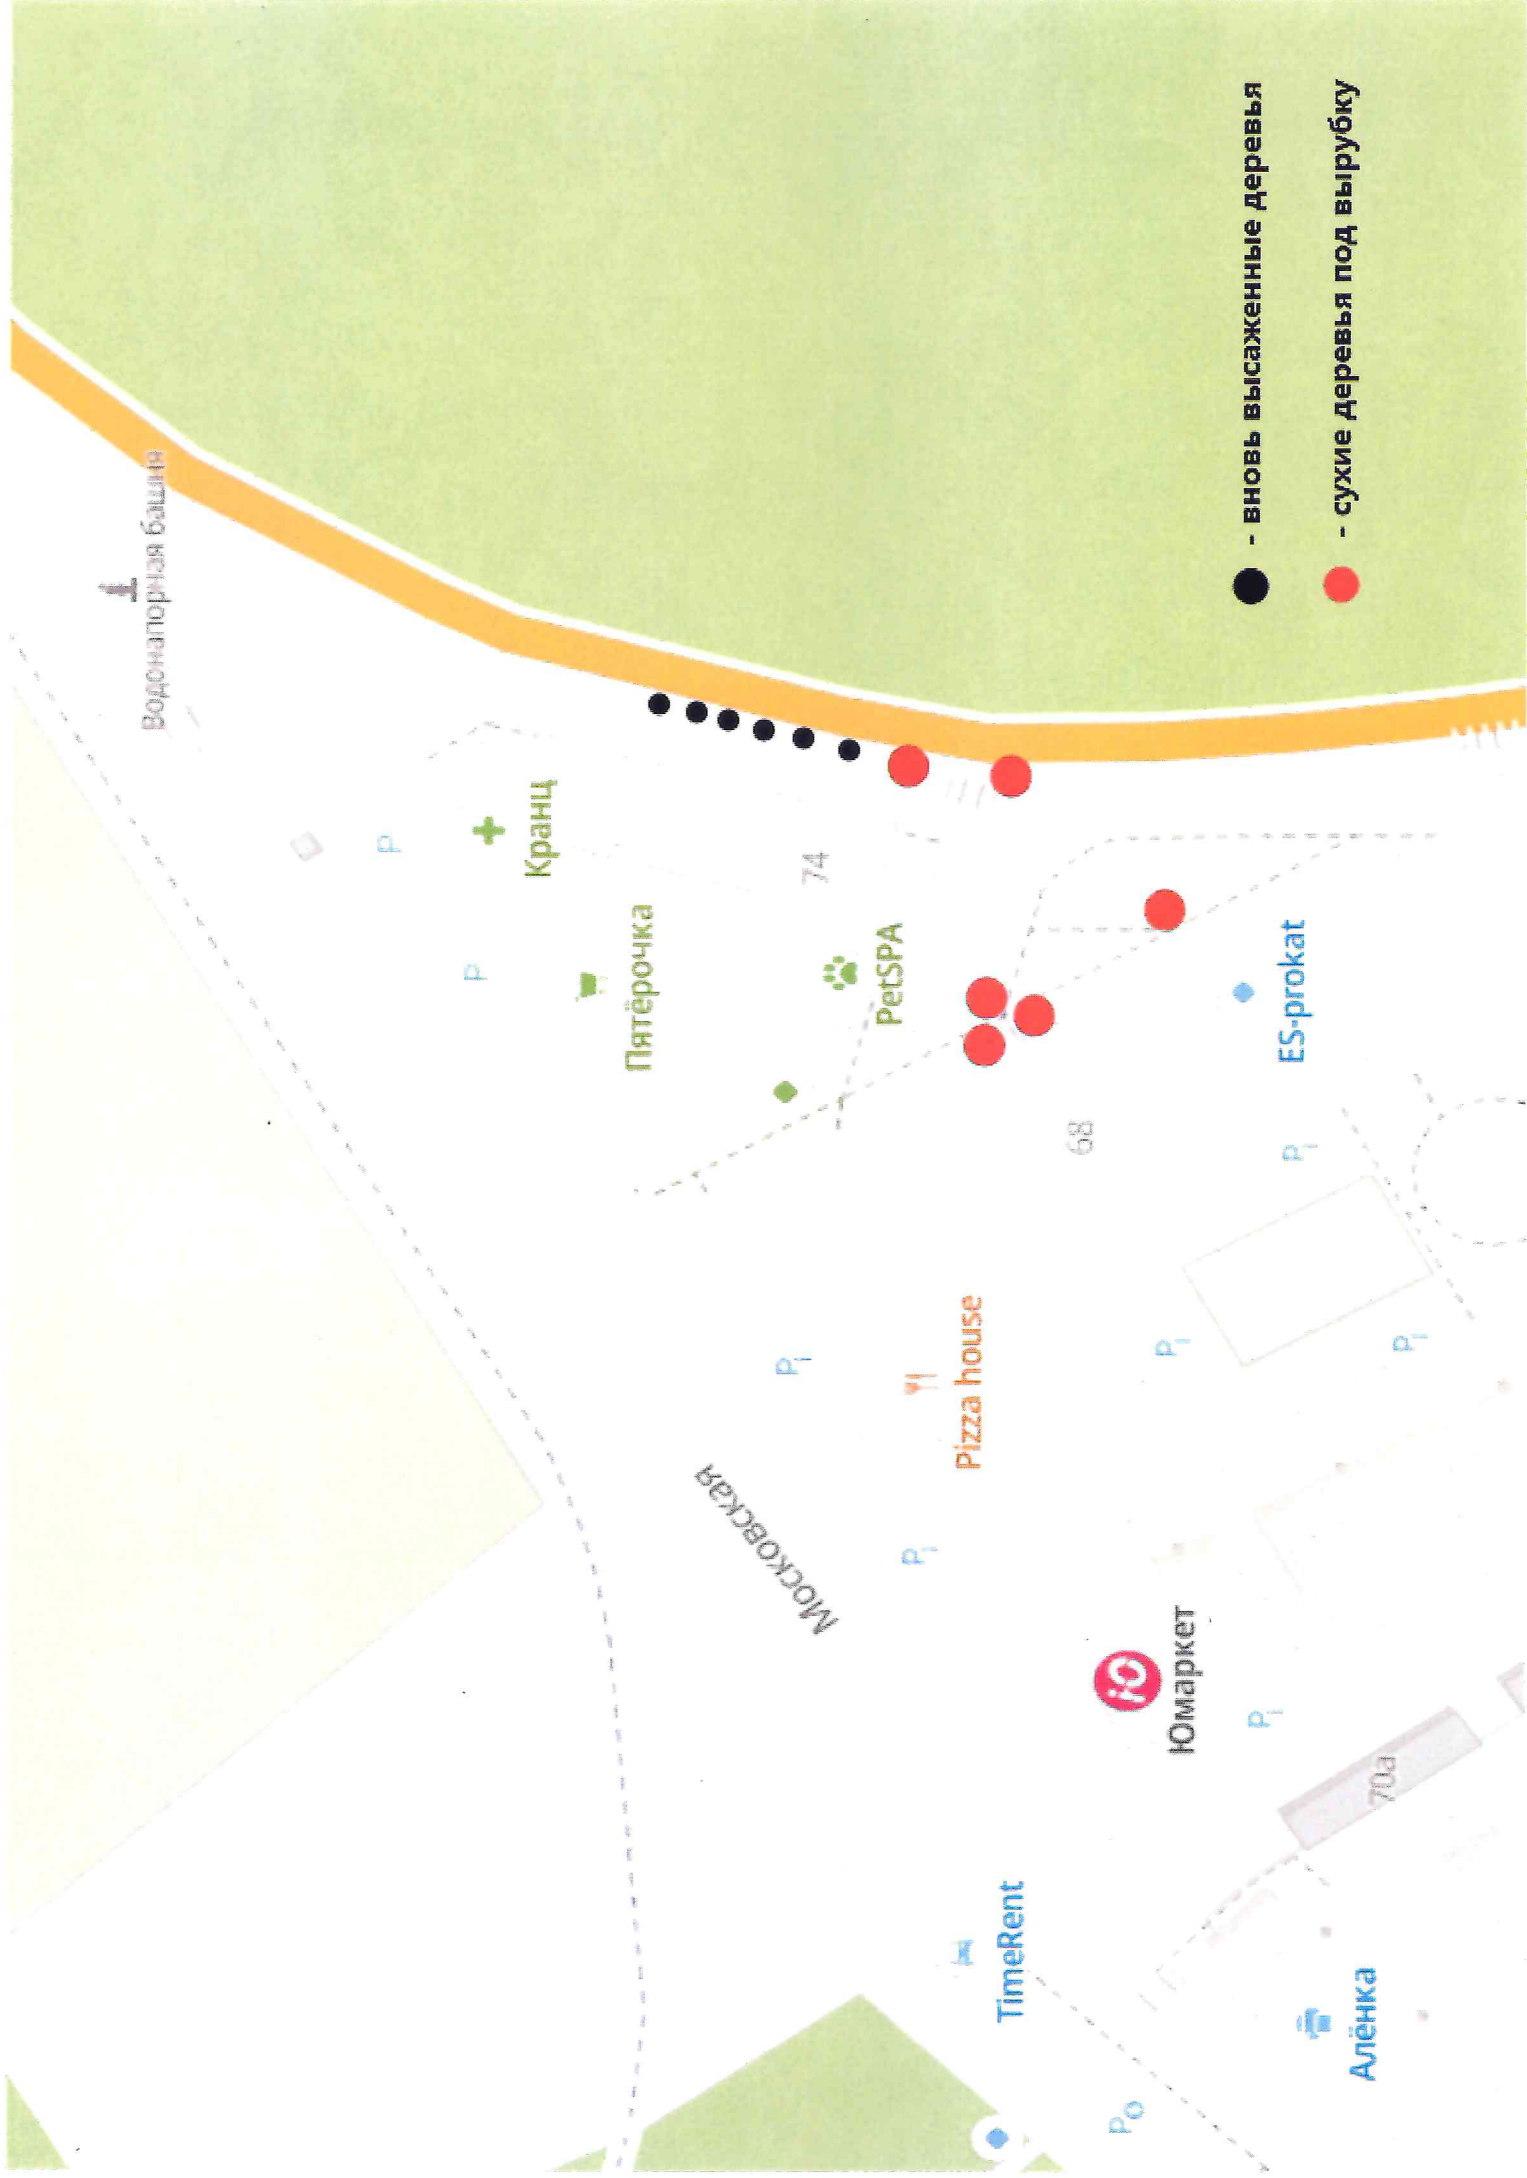 Водонапорная башня
P
Кранц
P
Пятёрочка
74
PetSPA
68
ES-prokat
P
P
Pizza house
P
P
P
Московская
Юмаркет
P
70а
TimeRent
Алёнка
P
- вновь высаженные деревья
- сухие деревья под вырубку